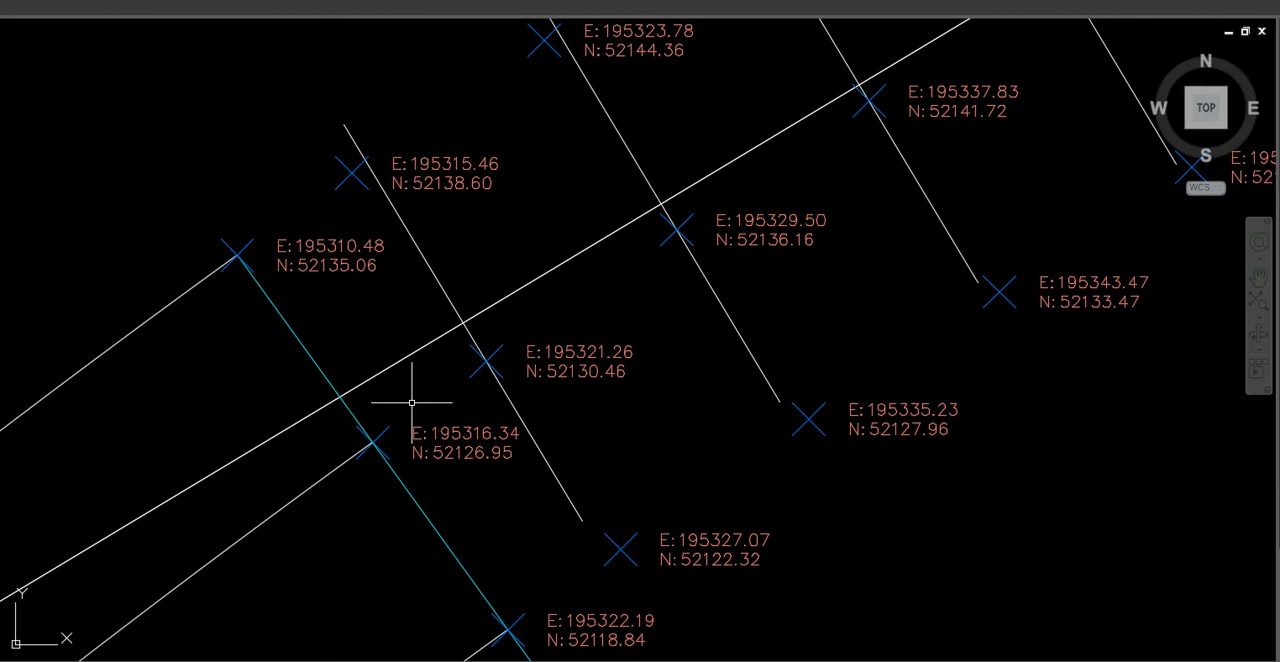 E:195323.78
N:52144.36
N
E:195337.83
N:52141.72
W
TOP
E
S
E:195315.46
N:52138.60
E:195
N:52
WCS
E:195329.50
N:52136.16
E:195310.48
N:52135.06
E:195343.47
N:52133.47
E:195321.26
N:52130.46
E:195335.23
N:52127.96
E:195316.34
N:52126.95
E:195327.07
N:52122.32
Y
X
E:195322.19
N:52118.84